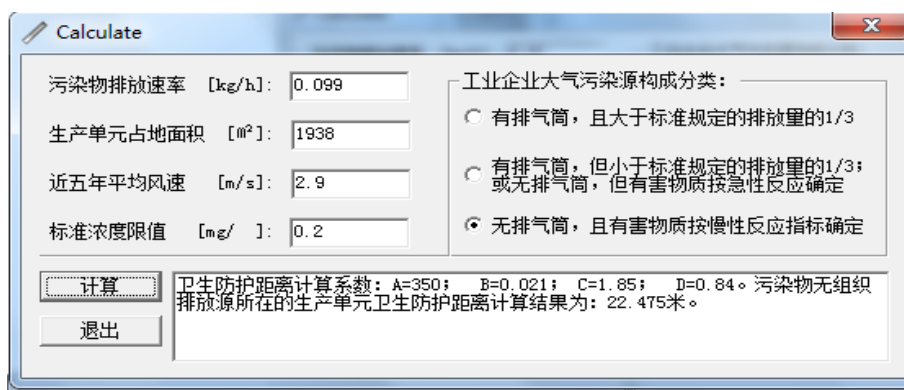 Calculate
污染物排放速率 [kg/h]: 0.099
生产单元占地面积 [m²]: 1938
近五年平均风速 [m/s]: 2.9
标准浓度限值 [mg/ ]: 0.2
工业企业大气污染源构成分类:
有排气筒，且大于标准规定的排放量的1/3
有排气筒，但小于标准规定的排放量的1/3；
或无排气筒，但有害物质按急性反应确定
无排气筒，且有害物质按慢性反应指标确定
计算
退出
卫生防护距离计算系数: A=350; B=0.021; C=1.85; D=0.84。污染物无组织
排放源所在的生产单元卫生防护距离计算结果为: 22.475米。